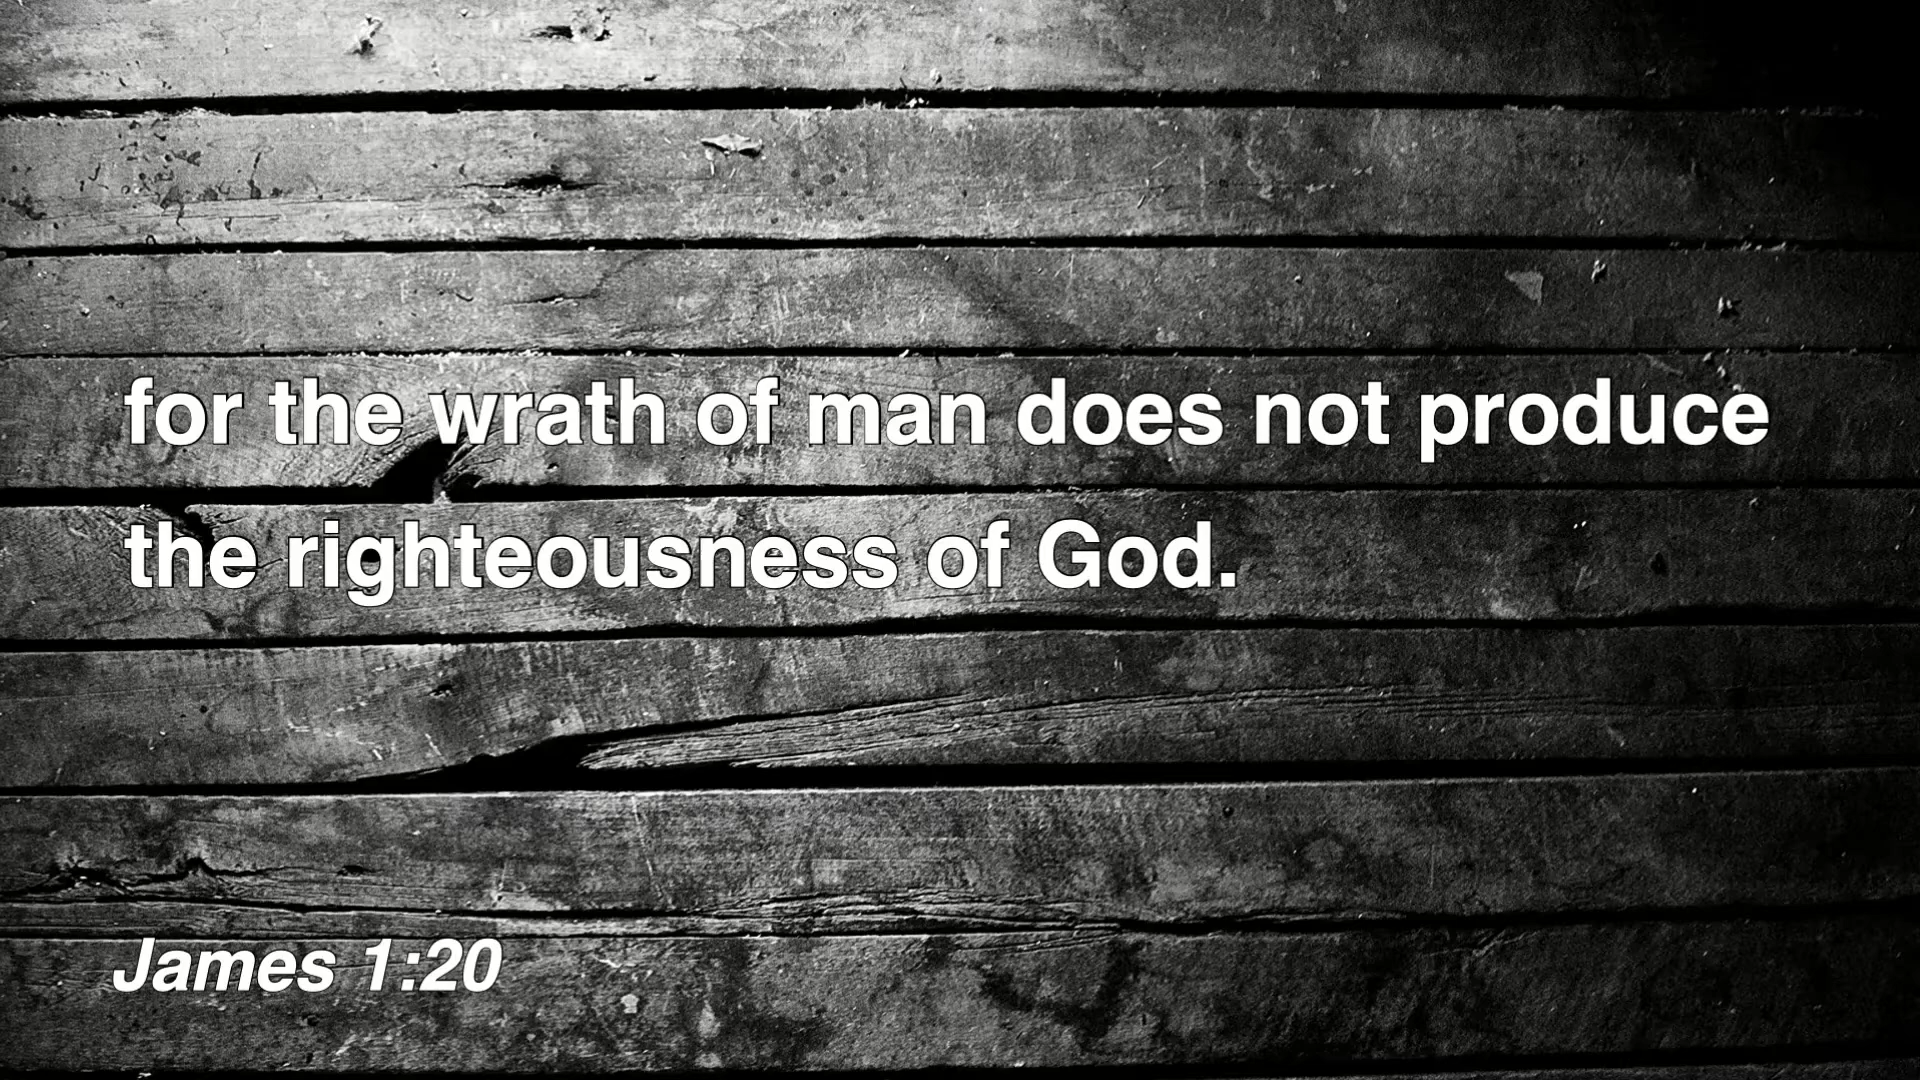 for the wrath of man does not produce
the righteousness of God.
James 1:20